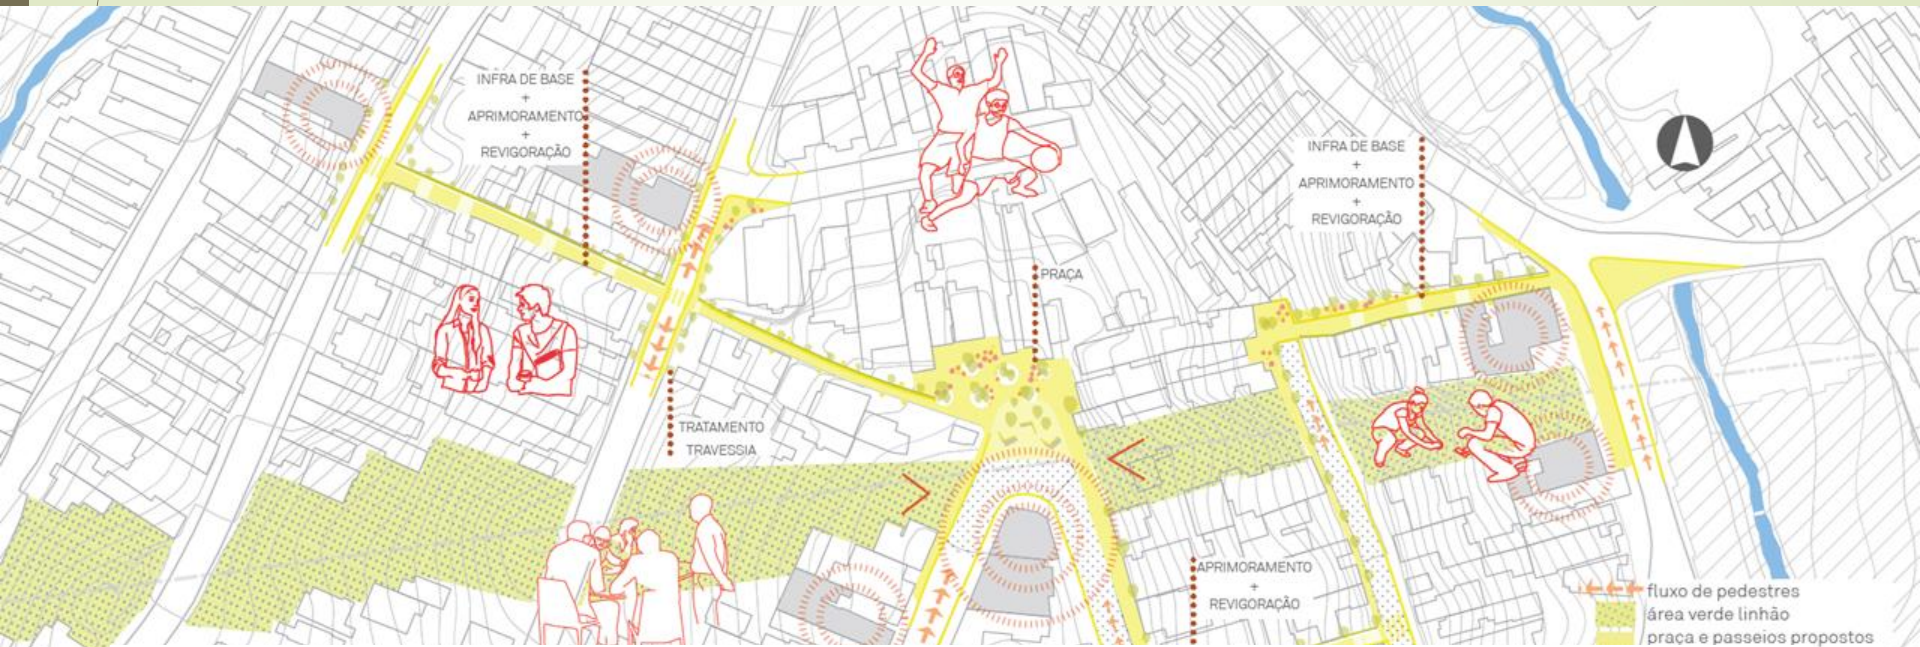 INFRA DE BASE
+
APRIMORAMENTO
+
REVIGORAÇÃO
INFRA DE BASE
+
APRIMORAMENTO
+
REVIGORAÇÃO
PRAÇA
TRATAMENTO
TRAVESSIA
APRIMORAMENTO
+
REVIGORAÇÃO
fluxo de pedestres
área verde linhão
praça e passeios propostos